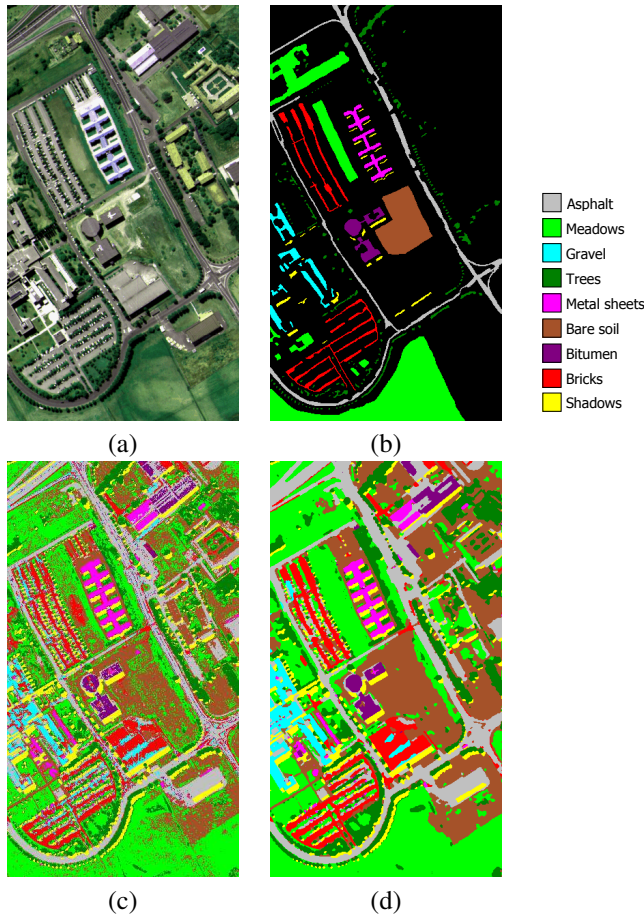 Asphalt
Meadows
Gravel
Trees
Metal sheets
Bare soil
Bitumen
Bricks
Shadows
(a)
(b)
(c)
(d)